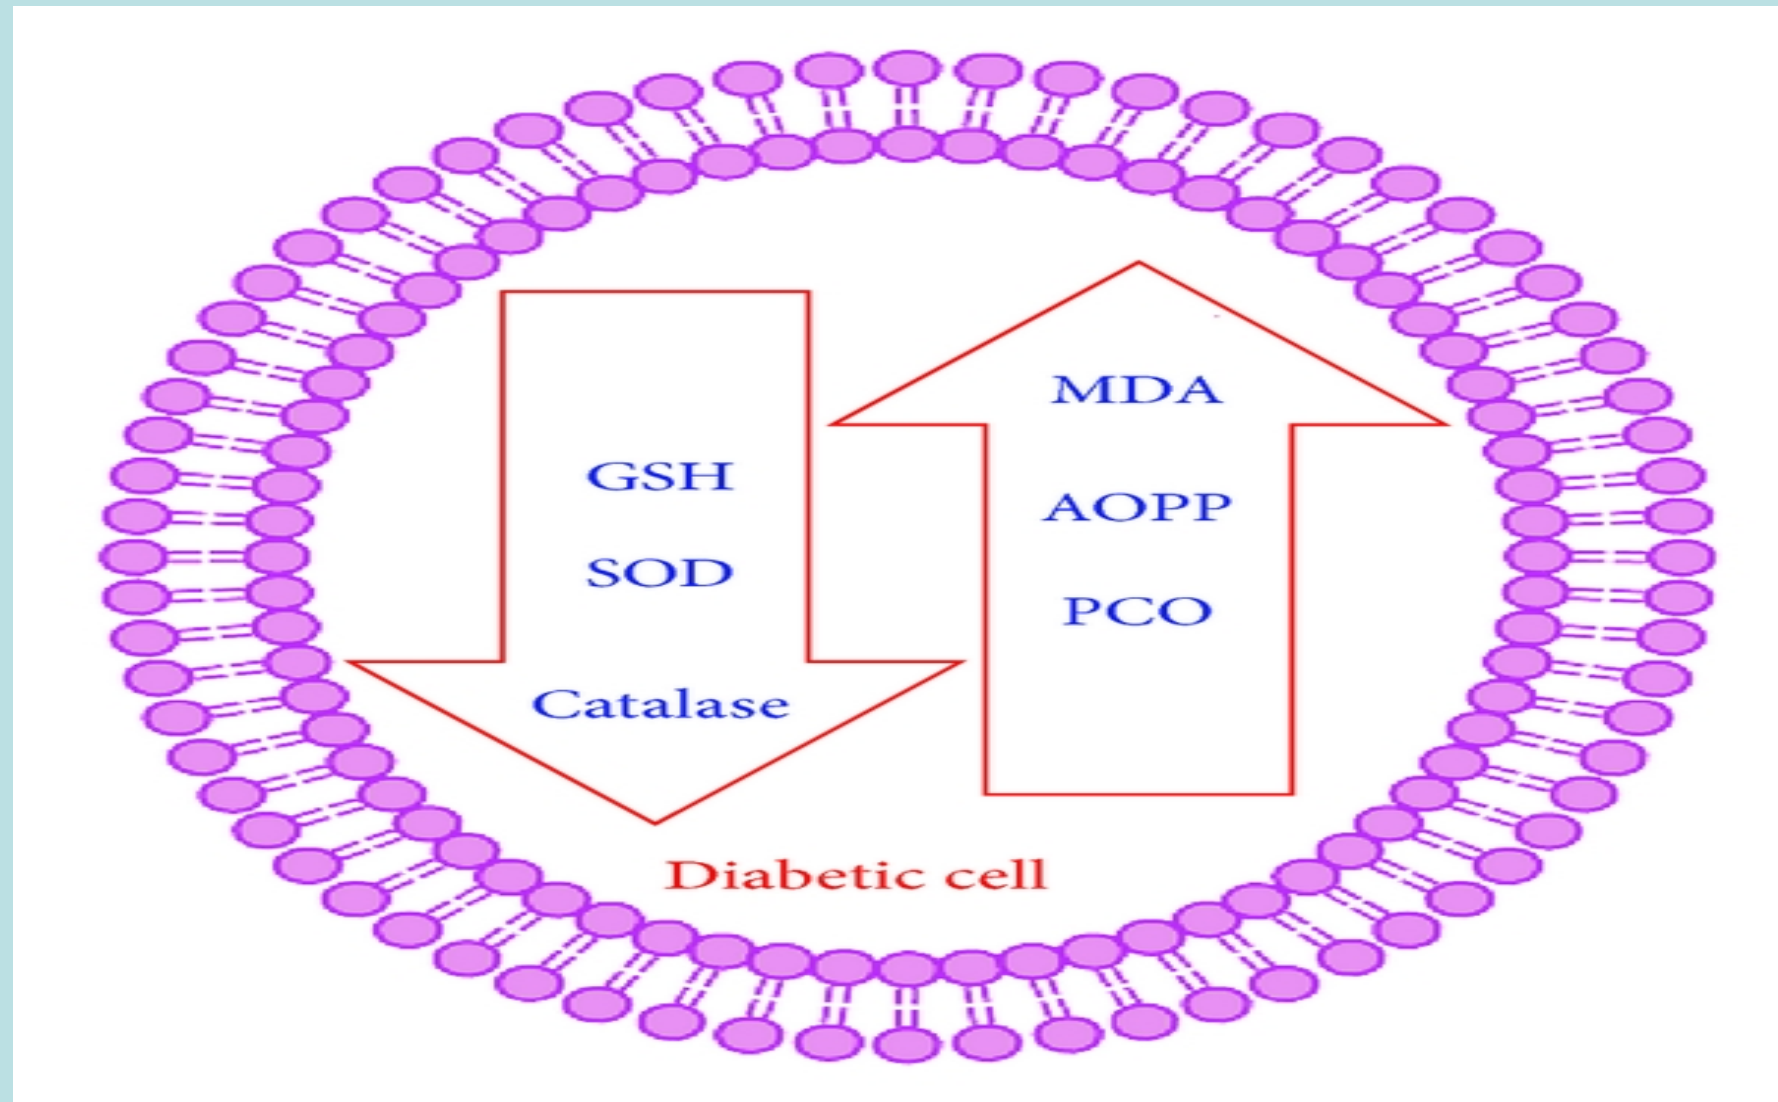 GSH
SOD
Catalase
MDA
AOPP
PCO
Diabetic cell